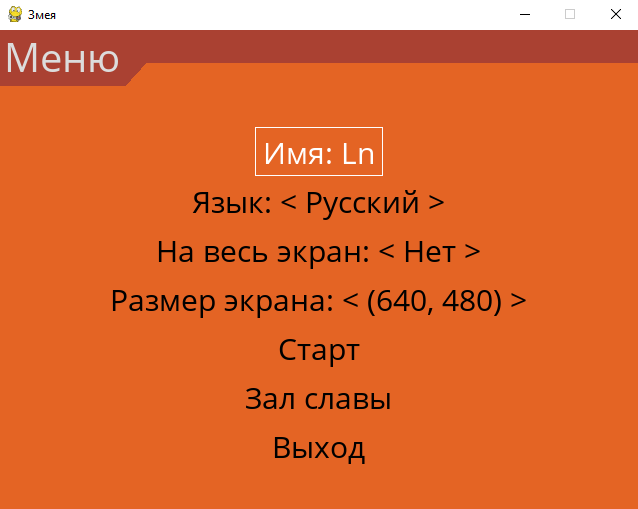 Змея
Меню
Имя: Ln
Язык: < Русский >
На весь экран: < Нет >
Размер экрана: < (640, 480) >
Старт
Зал славы
Выход